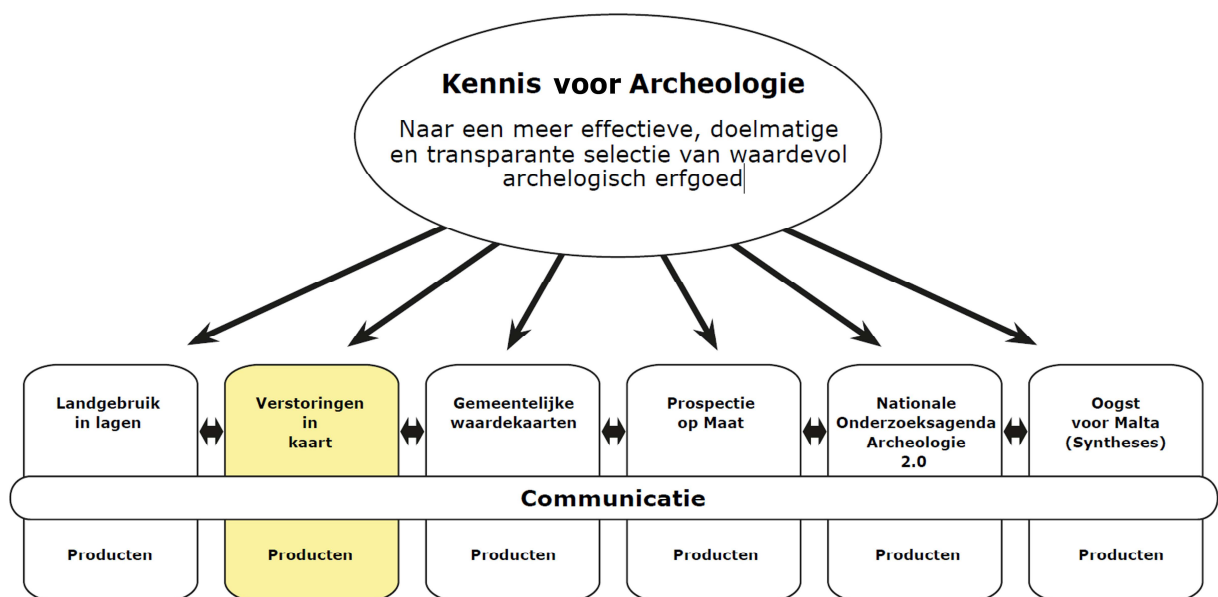 Kennis voor Archeologie
Naar een meer effectieve, doelmatige
en transparante selectie van waardevol
archelogisch erfgoed
Landgebruik
in lagen
Verstoringen
in
kaart
Gemeentelijke
waardekaarten
Prospectie
op Maat
Nationale
Onderzoeksagenda
Archeologie
2.0
Oogst
voor Malta
(Syntheses)
Communicatie
Producten
Producten
Producten
Producten
Producten
Producten